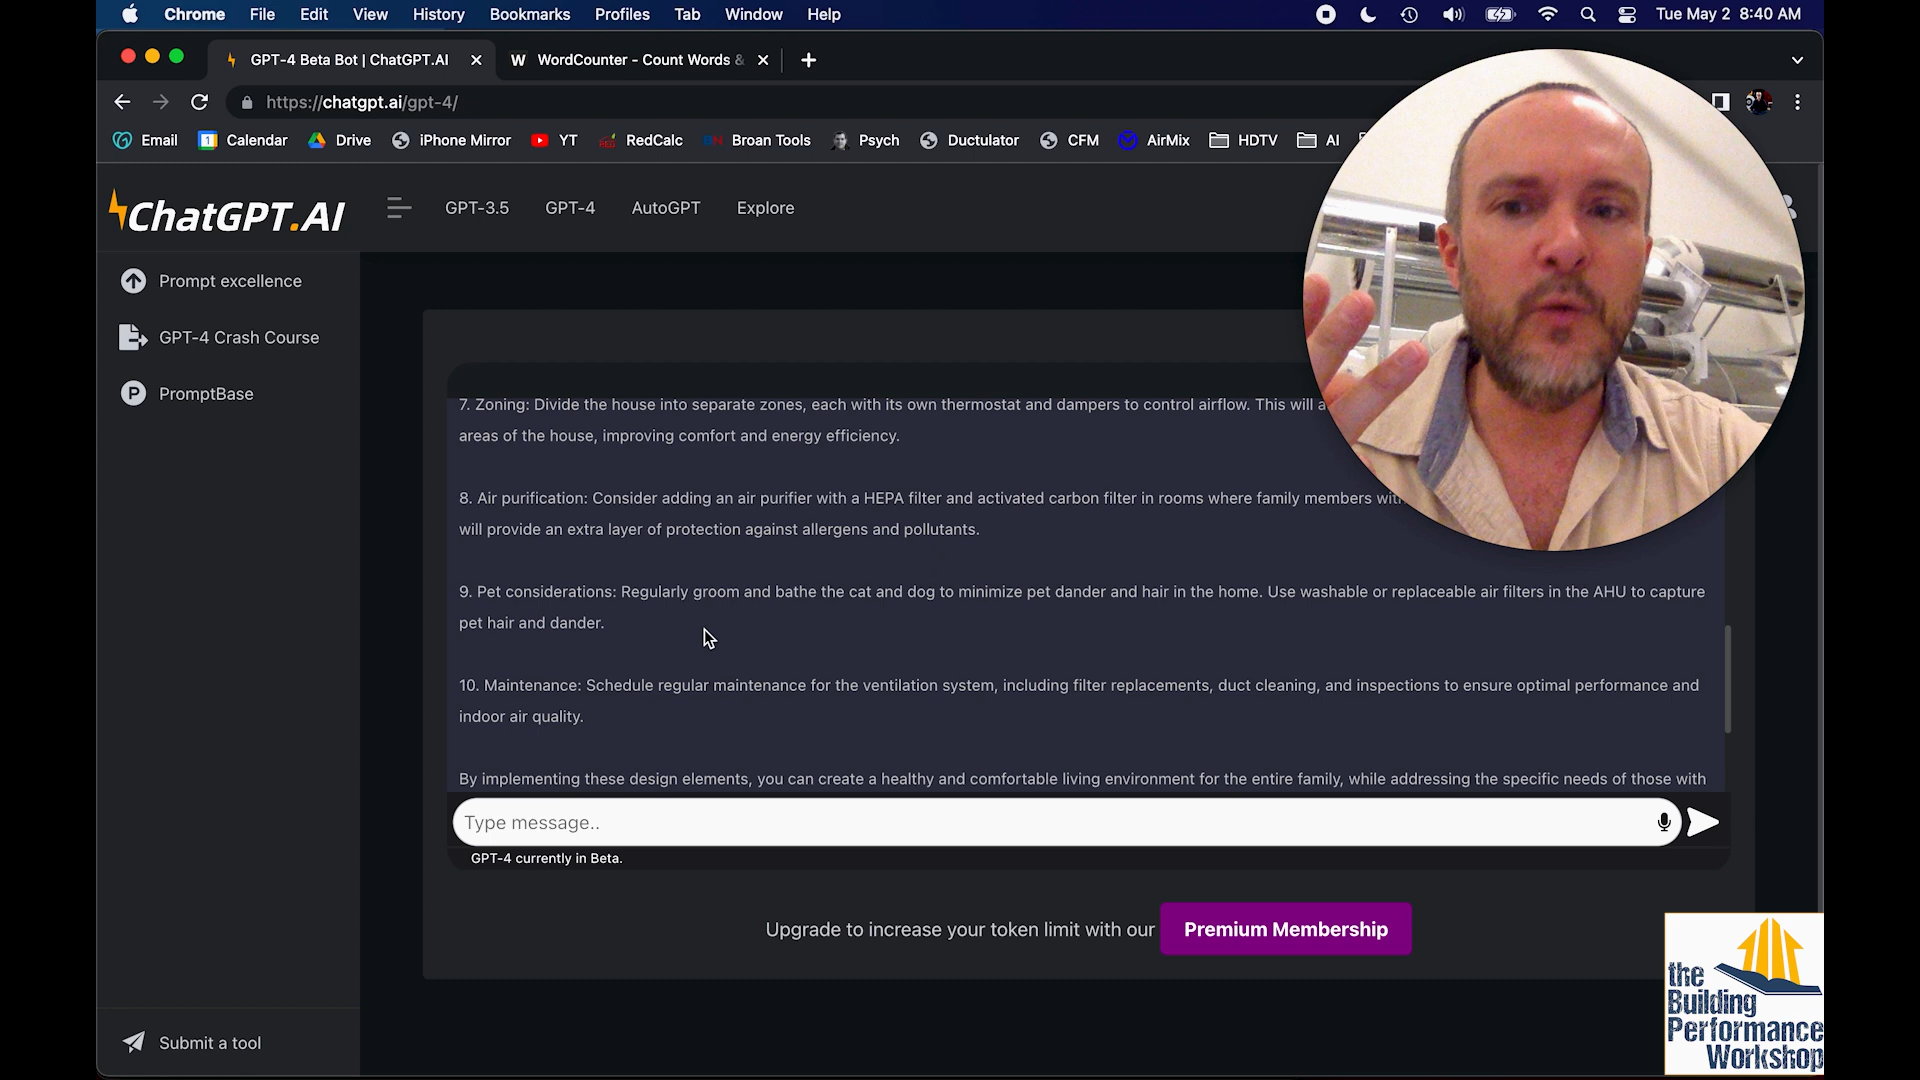 Chrome File Edit View History Bookmarks Profiles Tab Window Help Tue May 2 8:40 AM
GPT-4 Beta Bot | ChatGPT.AI W WordCounter - Count Words &
https://chatgpt.ai/gpt-4/
Email 1 Calendar Drive iPhone Mirror YT RedCalc Broan Tools Psych Ductulator CFM AirMix HDTV AI
ChatGPT.AI GPT-3.5 GPT-4 AutoGPT Explore
Prompt excellence
GPT-4 Crash Course
P PromptBase
Submit a tool
7. Zoning: Divide the house into separate zones, each with its own thermostat and dampers to control airflow. This will
areas of the house, improving comfort and energy efficiency.
8. Air purification: Consider adding an air purifier with a HEPA filter and activated carbon filter in rooms where family members
will provide an extra layer of protection against allergens and pollutants.
9. Pet considerations: Regularly groom and bathe the cat and dog to minimize pet dander and hair in the home. Use washable or replaceable air filters in the AHU to capture
pet hair and dander.
10. Maintenance: Schedule regular maintenance for the ventilation system, including filter replacements, duct cleaning, and inspections to ensure optimal performance and
indoor air quality.
By implementing these design elements, you can create a healthy and comfortable living environment for the entire family, while addressing the specific needs of those with
Type message..
GPT-4 currently in Beta.
Upgrade to increase your token limit with our Premium Membership
the
Building
Performance
Workshop